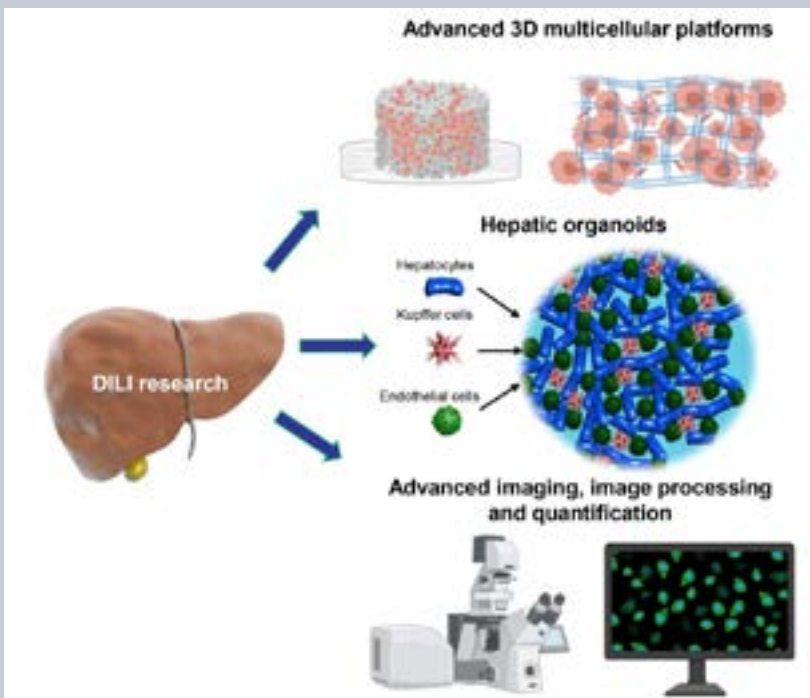 Advanced 3D multicellular platforms
Hepatic organoids
Hepatocytes
Kupffer cells
Endothelial cells
DILI research
Advanced imaging, image processing
and quantification